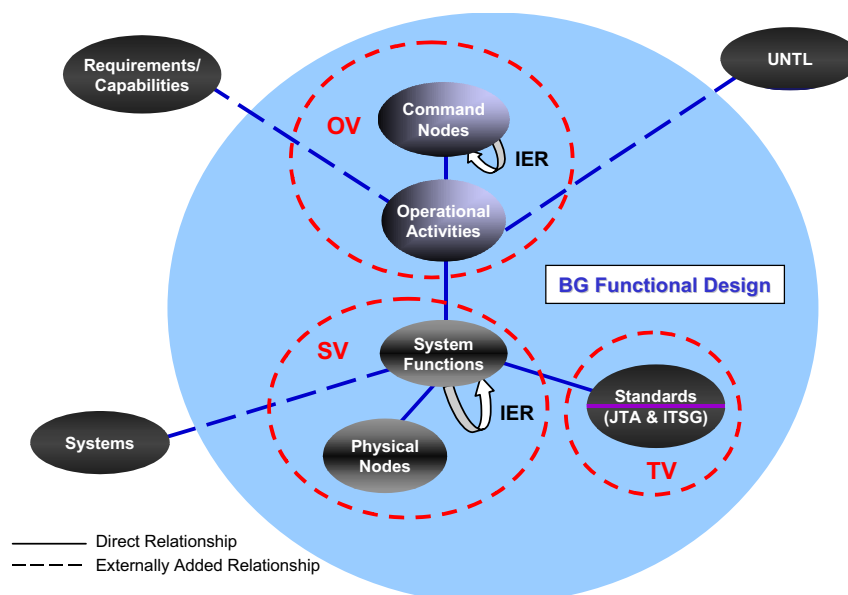 Requirements/
Capabilities
UNTL
OV
Command
Nodes
IER
Operational
Activities
BG Functional Design
SV
System
Functions
IER
Standards
(JTA & ITSG)
TV
Systems
Physical
Nodes
Direct Relationship
Externally Added Relationship